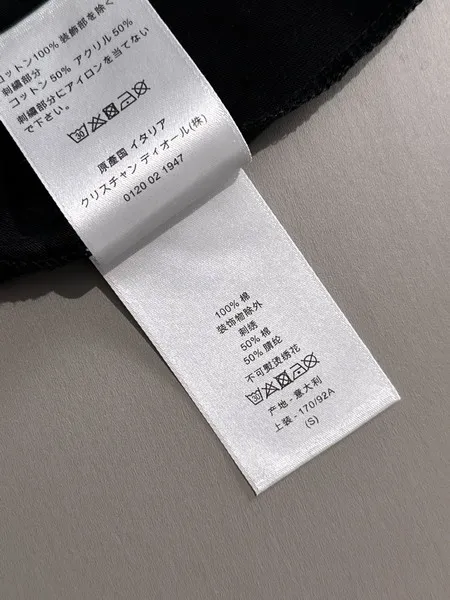 コットン100% 装飾部を除く
刺繍部分
コットン 50% アクリル 50%
刺繍部分にアイロンを当てない
で下さい。
30
原產国 イタリア
クリスチャン ディオール(株)
0120 02 1947
100% 棉
装饰物除外
刺绣
50% 棉
50% 腈纶
不可熨烫绣花
30
产地 - 意大利
上装 - 170/92A
(S)